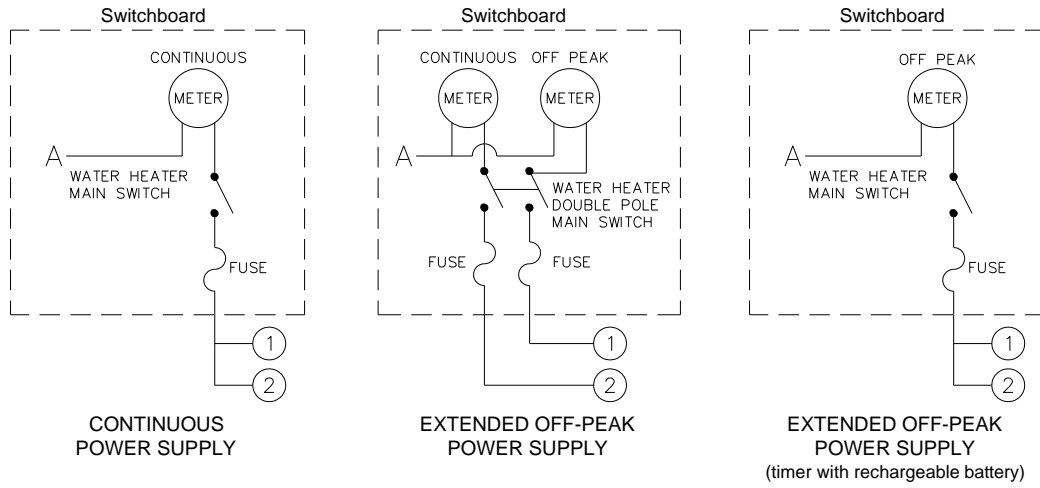 Switchboard
CONTINUOUS
METER
A
WATER HEATER
MAIN SWITCH
FUSE
1
2
CONTINUOUS
POWER SUPPLY
Switchboard
CONTINUOUS OFF PEAK
METER METER
A
WATER HEATER
DOUBLE POLE
MAIN SWITCH
FUSE FUSE
1
2
EXTENDED OFF-PEAK
POWER SUPPLY
Switchboard
OFF PEAK
METER
A
WATER HEATER
MAIN SWITCH
FUSE
1
2
EXTENDED OFF-PEAK
POWER SUPPLY
(timer with rechargeable battery)